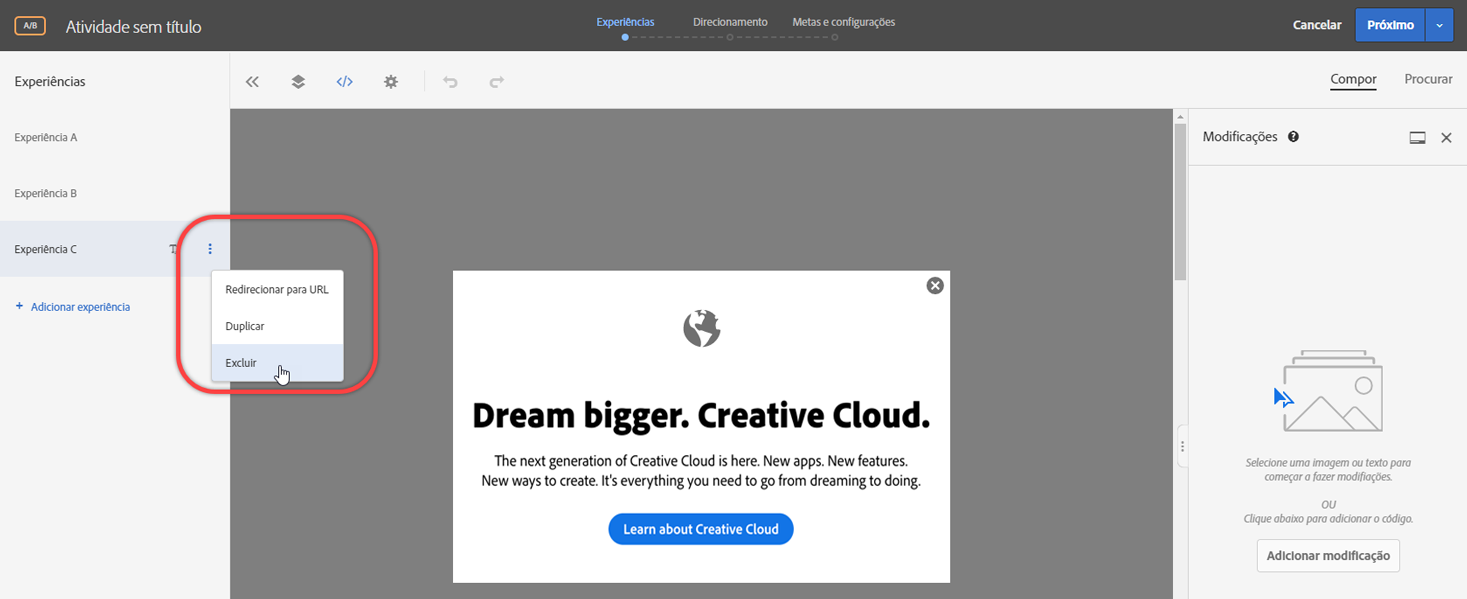 A/B
Atividade sem título
Experiências
Direcionamento
Metas e configurações
Cancelar
Próximo
Experiências
Compor
Procurar
Experiência A
Experiência B
Experiência C
Redirecionar para URL
Duplicar
Excluir
+ Adicionar experiência
Dream bigger. Creative Cloud.
The next generation of Creative Cloud is here. New apps. New features.
New ways to create. It's everything you need to go from dreaming to doing.
Learn about Creative Cloud
Modificações
Selecione uma imagem ou texto para
começar a fazer modifiações.
OU
Clique abaixo para adicionar o código.
Adicionar modificação